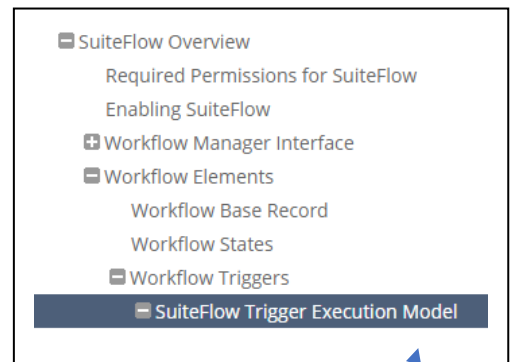 SuiteFlow Overview
Required Permissions for SuiteFlow
Enabling SuiteFlow
Workflow Manager Interface
Workflow Elements
Workflow Base Record
Workflow States
Workflow Triggers
SuiteFlow Trigger Execution Model